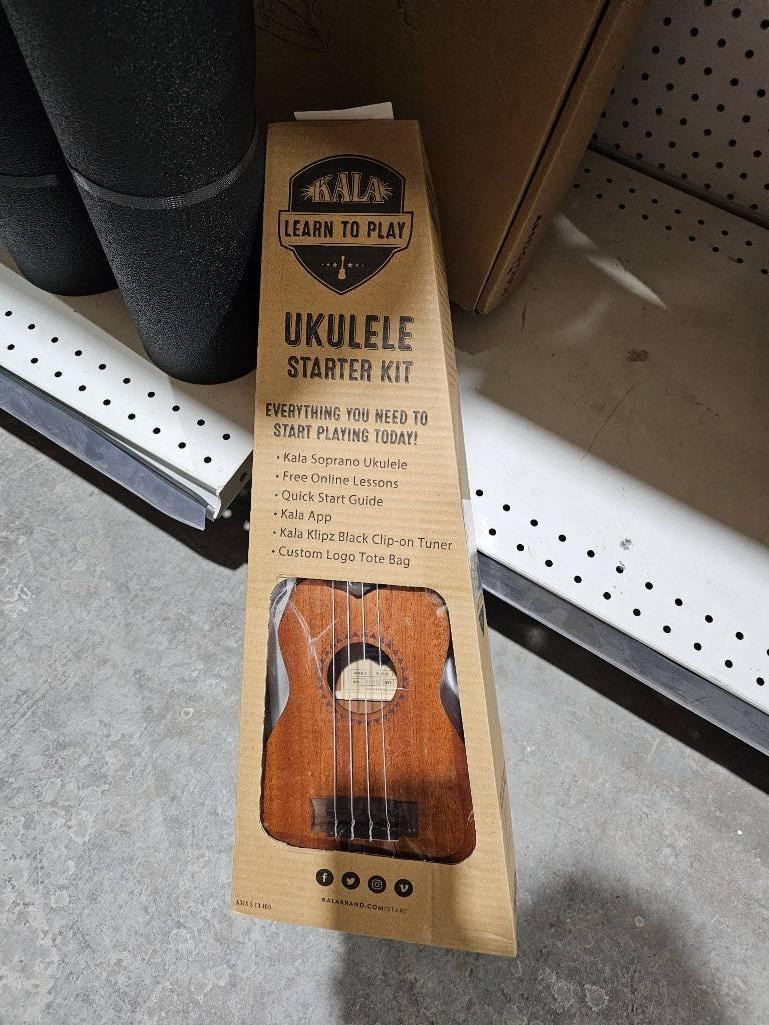 KALA
LEARN TO PLAY
UKULELE
STARTER KIT
EVERYTHING YOU NEED TO
START PLAYING TODAY!
• Kala Soprano Ukulele
• Free Online Lessons
• Quick Start Guide
• Kala App
• Kala Klipz Black Clip-on Tuner
• Custom Logo Tote Bag
KALABRAND.COM/START